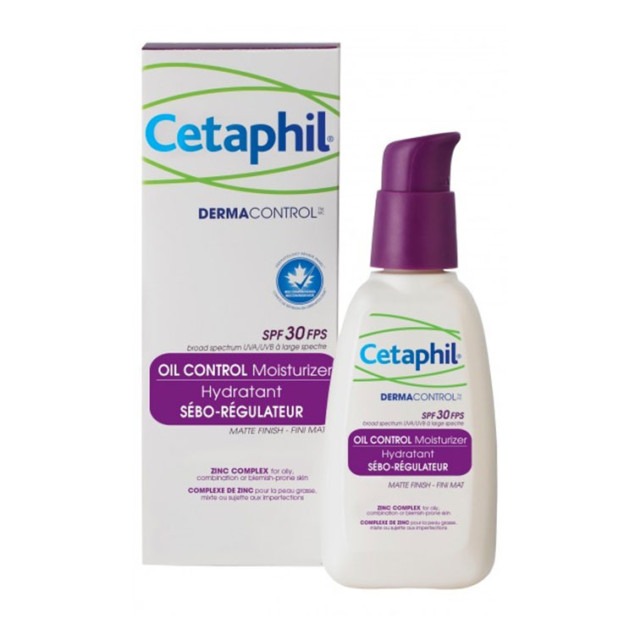 Cetaphil®
DERMACONTROL
SPF 30 FPS
broad spectrum UVA/UVB à large spectre
OIL CONTROL Moisturizer
Hydratant
SÉBO-RÉGULATEUR
MATTE FINISH - FINI MAT
ZINC COMPLEX for oily,
combination or blemish-prone skin
COMPLEXE DE ZINC pour la peau grasse,
mixte ou sujette aux imperfections
Cetaphil®
DERMACONTROL
SPF 30 FPS
broad spectrum UVA/UVB à large spectre
OIL CONTROL Moisturizer
Hydratant
SÉBO-RÉGULATEUR
MATTE FINISH - FINI MAT
ZINC COMPLEX for oily,
combination or blemish-prone skin
COMPLEXE DE ZINC pour la peau grasse,
mixte ou sujette aux imperfections